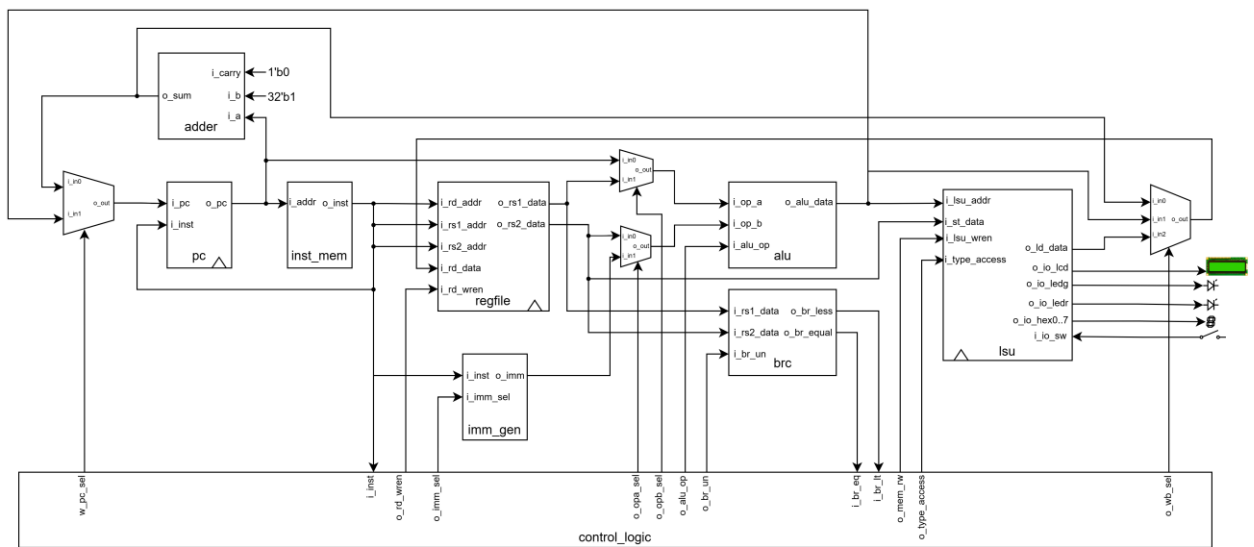 i_carry
1'b0
o_sum
i_b
32'b1
i_a
adder
i_in0
o_out
i_in1
i_pc
o_pc
i_inst
pc
i_addr
o_inst
inst_mem
i_rd_addr
o_rs1_data
i_rs1_addr
o_rs2_data
i_rs2_addr
i_rd_data
i_rd_wren
regfile
i_in0
o_out
i_in1
i_in0
o_out
i_in1
i_op_a
o_alu_data
i_op_b
i_alu_op
alu
i_lsu_addr
i_st_data
i_lsu_wren
o_ld_data
i_type_access
o_io_lcd
o_io_ledg
o_io_ledr
o_io_hex0..7
i_io_sw
lsu
i_in0
i_in1
o_out
i_in2
i_rs1_data
o_br_less
i_rs2_data
o_br_equal
i_br_un
brc
i_inst
o_imm
i_imm_sel
imm_gen
w_pc_sel
i_inst
o_rd_wren
o_imm_sel
o_opa_sel
o_opb_sel
o_alu_op
o_br_un
i_br_eq
i_br_lt
o_mem_rw
o_type_access
o_wb_sel
control_logic